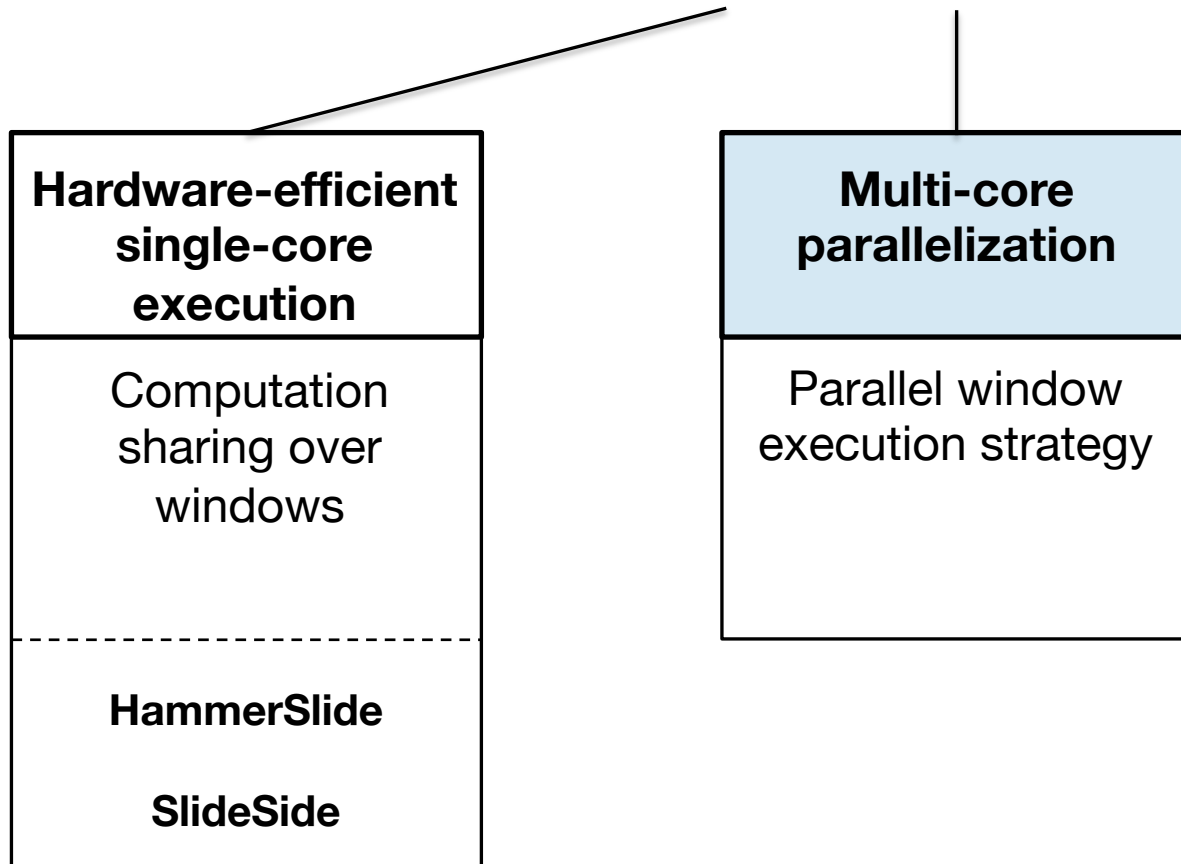 Hardware-efficient
single-core
execution
Computation
sharing over
windows
HammerSlide
SlideSide
Multi-core
parallelization
Parallel window
execution strategy